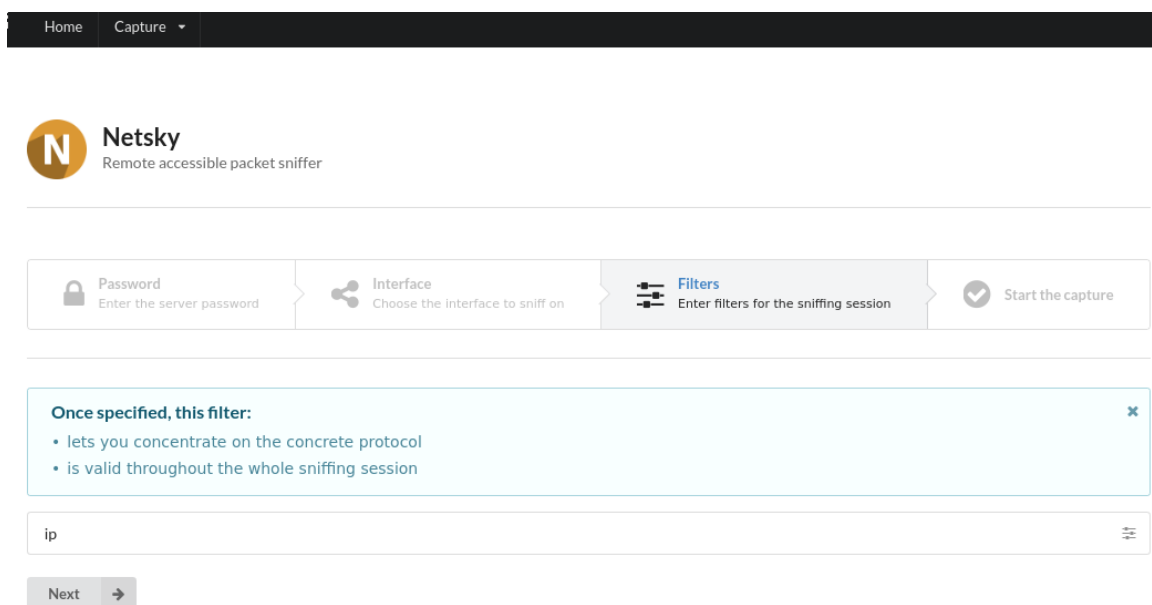 Home Capture
N
Netsky
Remote accessible packet sniffer
Password
Enter the server password
Interface
Choose the interface to sniff on
Filters
Enter filters for the sniffing session
Start the capture
Once specified, this filter:
• lets you concentrate on the concrete protocol
• is valid throughout the whole sniffing session
ip
Next